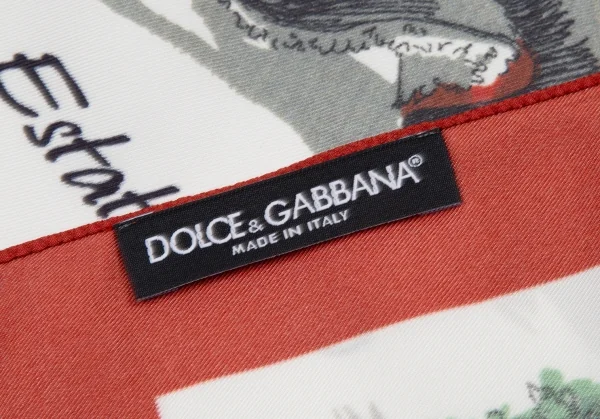 Estat
DOLCE & GABBANA®
MADE IN ITALY